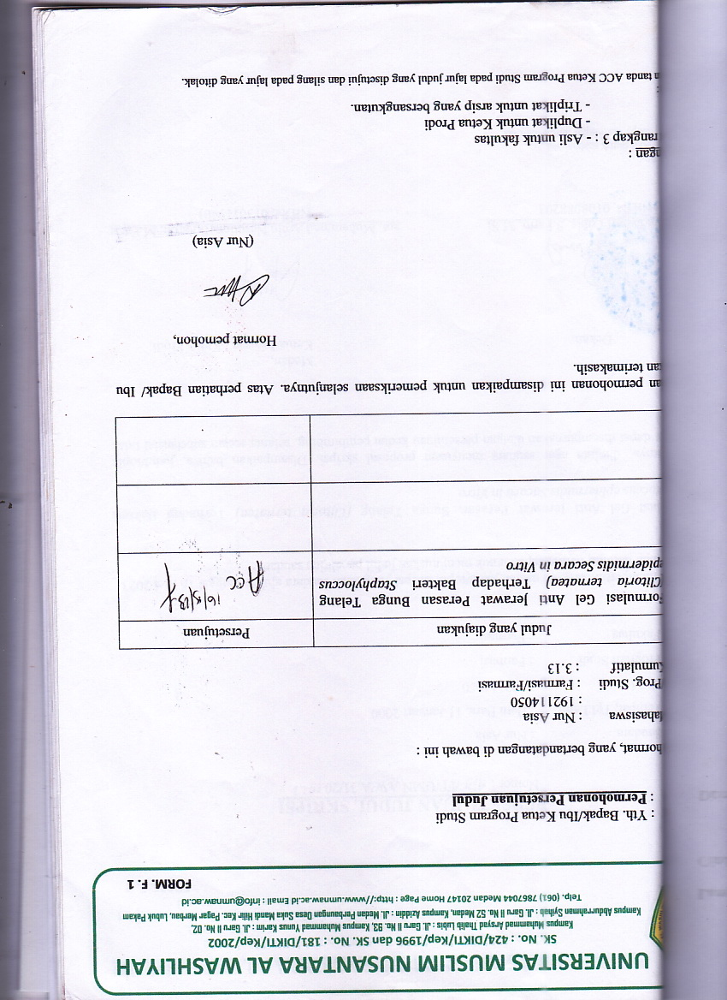 UNIVERSITAS MUSLIM NUSANTARA AL WASHLIYAH
SK. No. : 424/DIKTI/Kep/1996 dan SK. No. : 181/DIKTI/Kep/2002
Kampus Muhammad Arsyad Thalib Lubis : Jl. Garu II No. 93, Kampus Muhammad Yunus Karim : Jl. Garu II No. 02,
Kampus Abdurrahman Syihab : Jl. Garu II No. 52 Medan, Kampus Aziddin : Jl. Medan Perbaungan Desa Suka Mandi Hilir Kec. Pagar Merbau, Lubuk Pakam
Telp. (061) 7867044 Medan 20147 Home Page : http://www.umnaw.ac.id Email : info@umnaw.ac.id
FORM. F. 1
: Yth. Bapak/Ibu Ketua Program Studi
: Permohonan Persetujuan Judul
hormat, yang bertandatangan di bawah ini :
ahasiswa : Nur Asia
: 192114050
Prog. Studi : Farmasi/Farmasi
Kumulatif : 3.13
Judul yang diajukan Persetujuan
Formulasi Gel Anti Jerawat Perasan Bunga Telang
(Clitoria ternatea) Terhadap Bakteri Staphyloccus
epidermidis Secara in Vitro
ACC
an permohonan ini disampaikan untuk pemeriksaan selanjutnya. Atas perhatian Bapak/ Ibu
kan terimakasih.
Hormat pemohon,
(Nur Asia)
ngan :
rangkap 3 : - Asli untuk fakultas
- Duplikat untuk Ketua Prodi
- Triplikat untuk arsip yang bersangkutan.
:
n tanda ACC Ketua Program Studi pada lajur judul yang disetujui dan silang pada lajur yang ditolak.